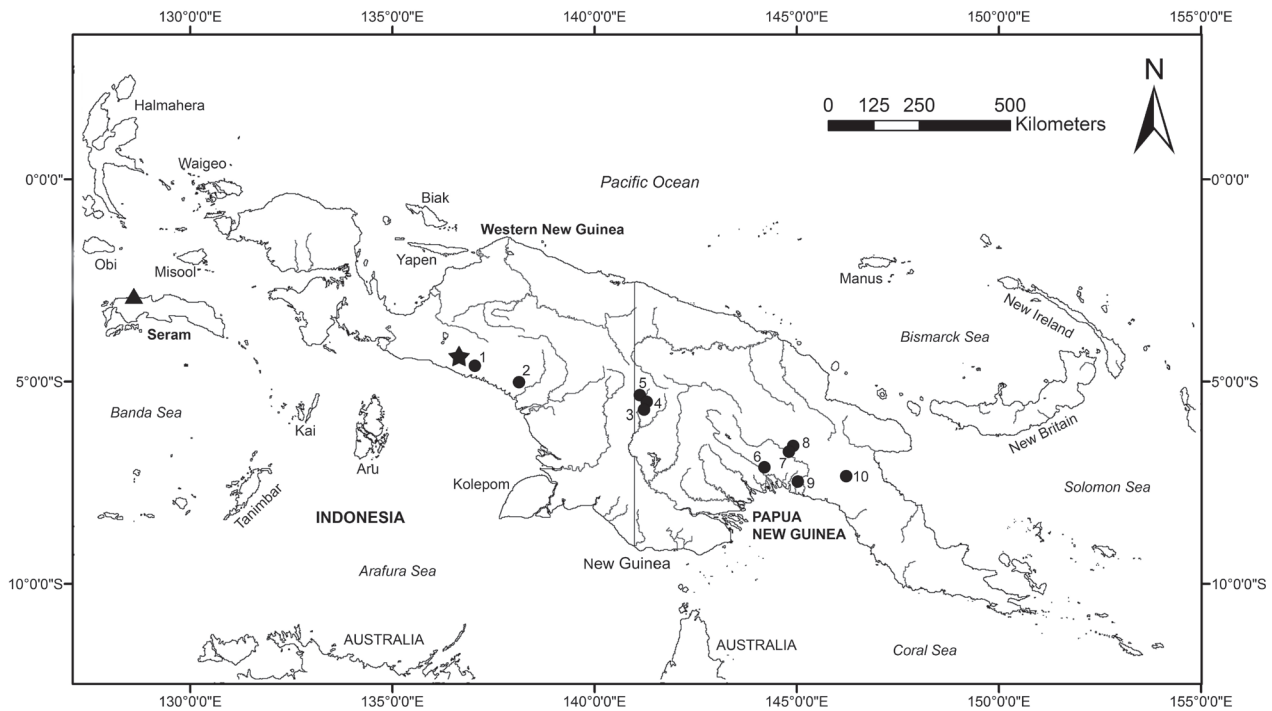 130°0'0"E
135°0'0"E
140°0'0"E
145°0'0"E
150°0'0"E
155°0'0"E
N
0
125
250
500
Kilometers
Halmahera
Waigeo
0°0'0"
Pacific Ocean
0°0'0"
Biak
Western New Guinea
Obi
Misool
Yapen
Manus
Seram
New Ireland
Bismarck Sea
1
2
5°0'0"S
5
4
3
5°0'0"S
Banda Sea
Kai
Aru
New Britain
8
7
6
9
10
Kolepom
Tanimbar
Solomon Sea
INDONESIA
PAPUA
NEW GUINEA
New Guinea
Arafura Sea
10°0'0"S
10°0'0"S
AUSTRALIA
AUSTRALIA
Coral Sea
130°0'0"E
135°0'0"E
140°0'0"E
145°0'0"E
150°0'0"E
155°0'0"E